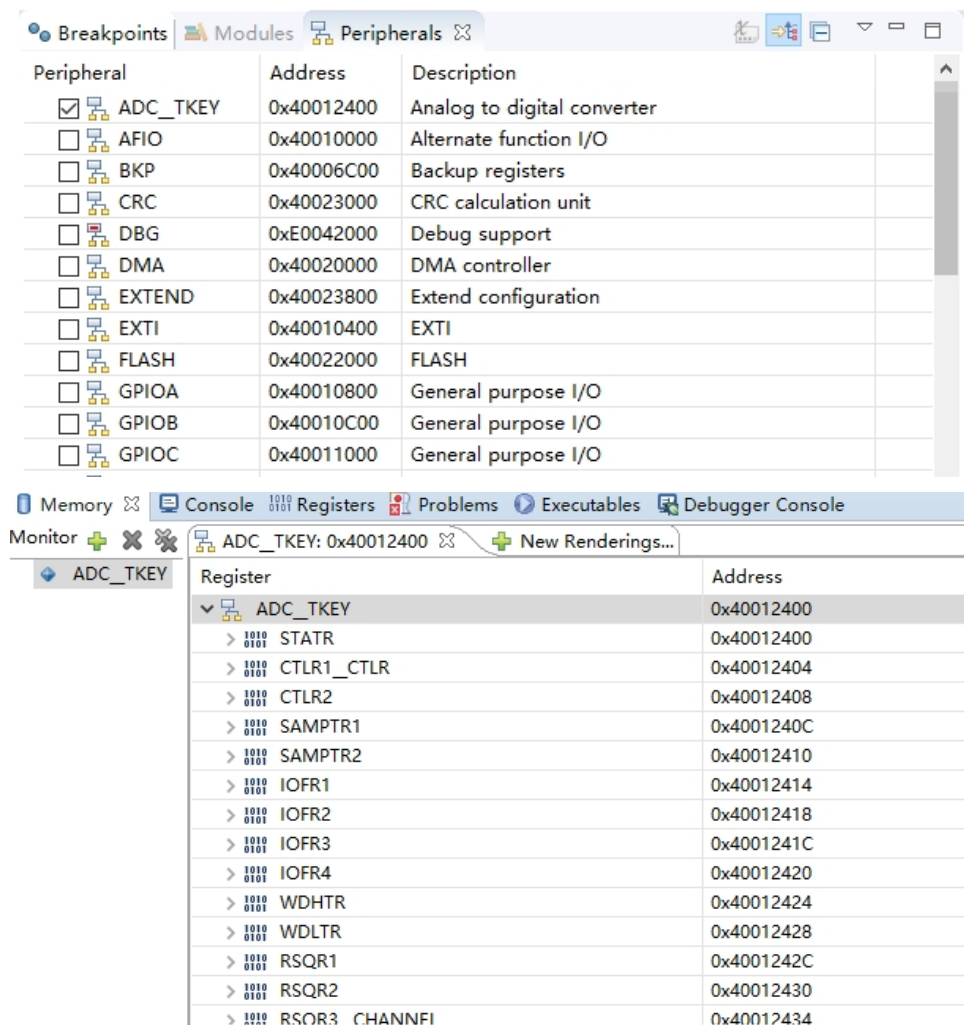 Breakpoints Modules Peripherals
Peripheral Address Description
ADC_TKEY 0x40012400 Analog to digital converter
AFIO 0x40010000 Alternate function I/O
BKP 0x40006C00 Backup registers
CRC 0x40023000 CRC calculation unit
DBG 0xE0042000 Debug support
DMA 0x40020000 DMA controller
EXTEND 0x40023800 Extend configuration
EXTI 0x40010400 EXTI
FLASH 0x40022000 FLASH
GPIOA 0x40010800 General purpose I/O
GPIOB 0x40010C00 General purpose I/O
GPIOC 0x40011000 General purpose I/O
Memory Console Registers Problems Executables Debugger Console
Monitor ADC_TKEY: 0x40012400 New Renderings...
ADC_TKEY Register Address
ADC_TKEY 0x40012400
STATR 0x40012400
CTLR1_CTLR 0x40012404
CTLR2 0x40012408
SAMPTR1 0x4001240C
SAMPTR2 0x40012410
IOFR1 0x40012414
IOFR2 0x40012418
IOFR3 0x4001241C
IOFR4 0x40012420
WDHTR 0x40012424
WDLTR 0x40012428
RSQR1 0x4001242C
RSQR2 0x40012430
RSQR3_CHANNEL 0x40012434